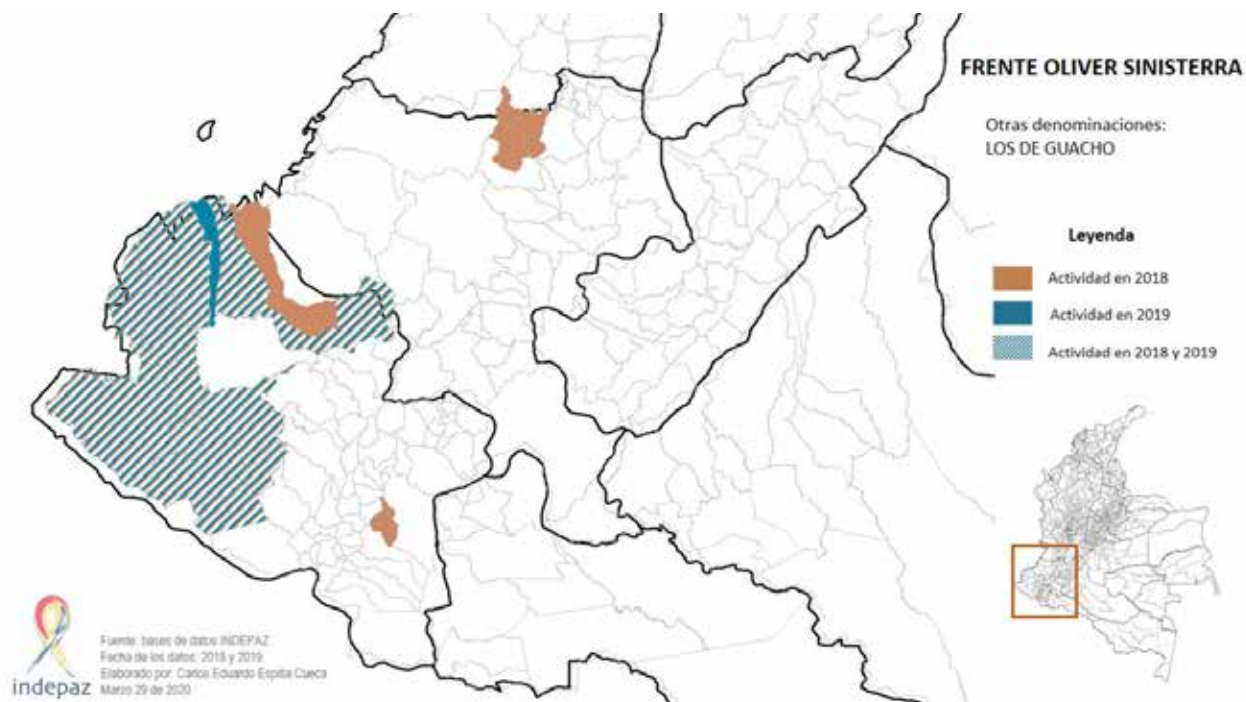 FRENTE OLIVER SINISTERRA
Otras denominaciones:
LOS DE GUACHO
Leyenda
Actividad en 2018
Actividad en 2019
Actividad en 2018 y 2019
indepaz
Fuente: bases de datos INDEPAZ
Fecha de los datos: 2018 y 2019
Elaborado por: Carlos Eduardo Espitia Cueca
Marzo 29 de 2020